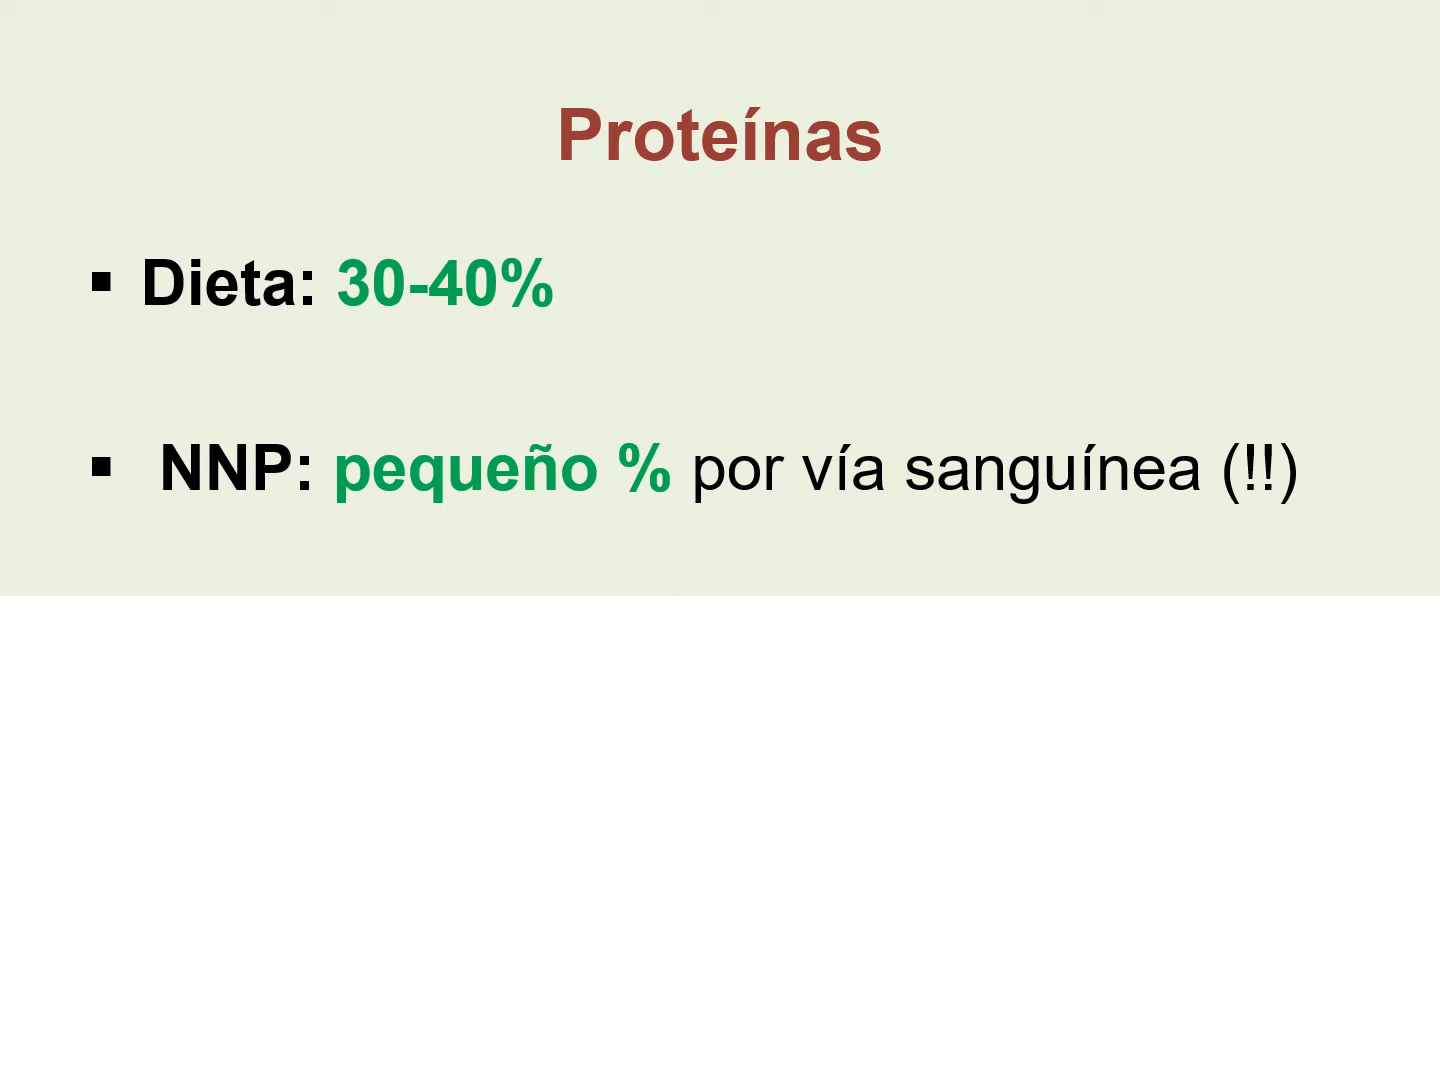 Proteínas
▪ Dieta: 30-40%
▪ NNP: pequeño % por vía sanguínea (!!)